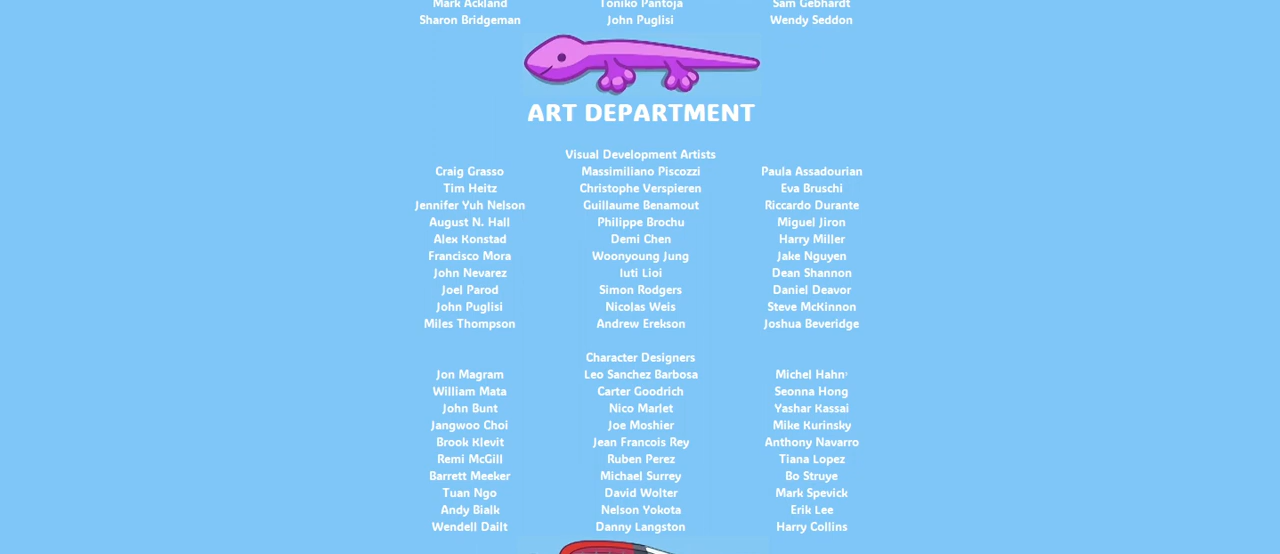 Mark Ackland Toniko Pantoja Sam Gebhardt
Sharon Bridgeman John Puglisi Wendy Seddon
ART DEPARTMENT
Visual Development Artists
Craig Grasso Massimiliano Piscozzi Paula Assadourian
Tim Heitz Christophe Verspieren Eva Bruschi
Jennifer Yuh Nelson Guillaume Benamout Riccardo Durante
August N. Hall Philippe Brochu Miguel Jiron
Alex Konstad Demi Chen Harry Miller
Francisco Mora Woonyoung Jung Jake Nguyen
John Nevarez Iuti Lioi Dean Shannon
Joel Parod Simon Rodgers Daniel Deavor
John Puglisi Nicolas Weis Steve McKinnon
Miles Thompson Andrew Erekson Joshua Beveridge
Character Designers
Jon Magram Leo Sanchez Barbosa Michel Hahn
William Mata Carter Goodrich Seonna Hong
John Bunt Nico Marlet Yashar Kassai
Jangwoo Choi Joe Moshier Mike Kurinsky
Brook Klevit Jean Francois Rey Anthony Navarro
Remi McGill Ruben Perez Tiana Lopez
Barrett Meeker Michael Surrey Bo Struye
Tuan Ngo David Wolter Mark Spevick
Andy Bialk Nelson Yokota Erik Lee
Wendell Dailt Danny Langston Harry Collins